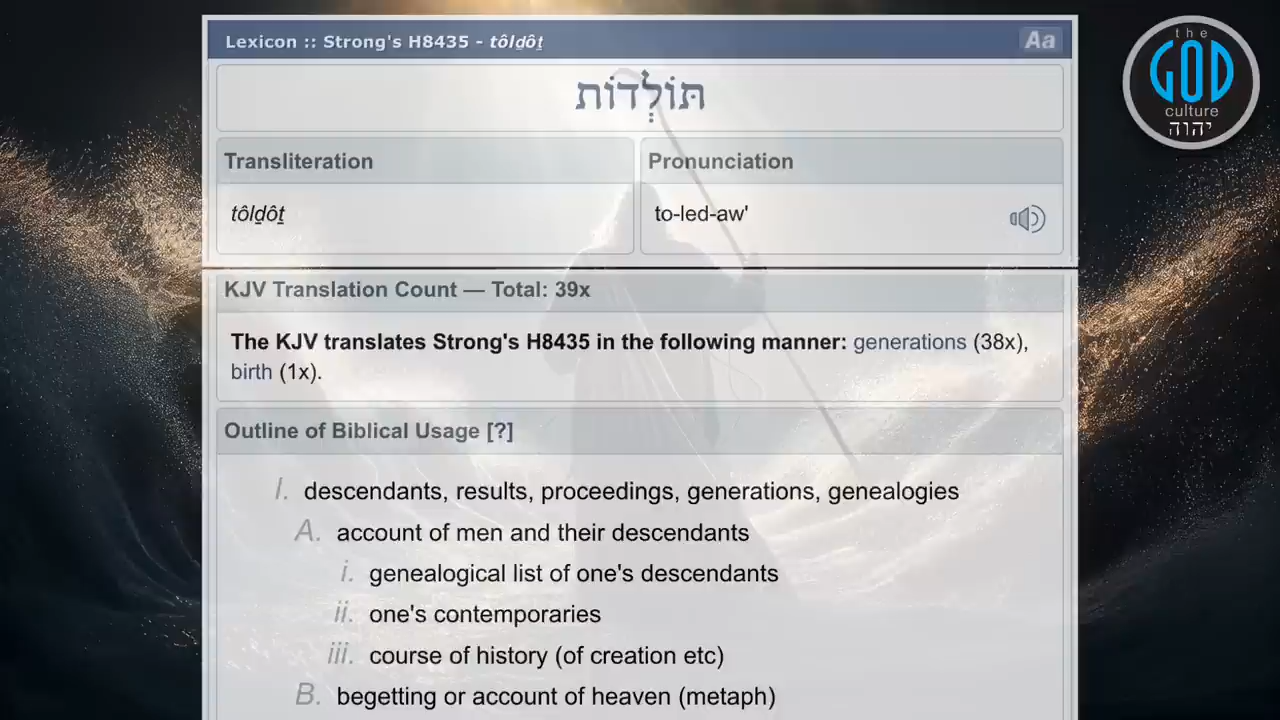 the
GOD
culture
יהוה
Lexicon :: Strong's H8435 - tôlḏôṯ
Aa
תּוֹלְדוֹת
Transliteration
Pronunciation
tôlḏôṯ
to-led-aw'
KJV Translation Count — Total: 39x
The KJV translates Strong's H8435 in the following manner: generations (38x),
birth (1x).
Outline of Biblical Usage [?]
I. descendants, results, proceedings, generations, genealogies
A. account of men and their descendants
i. genealogical list of one's descendants
ii. one's contemporaries
iii. course of history (of creation etc)
B. begetting or account of heaven (metaph)